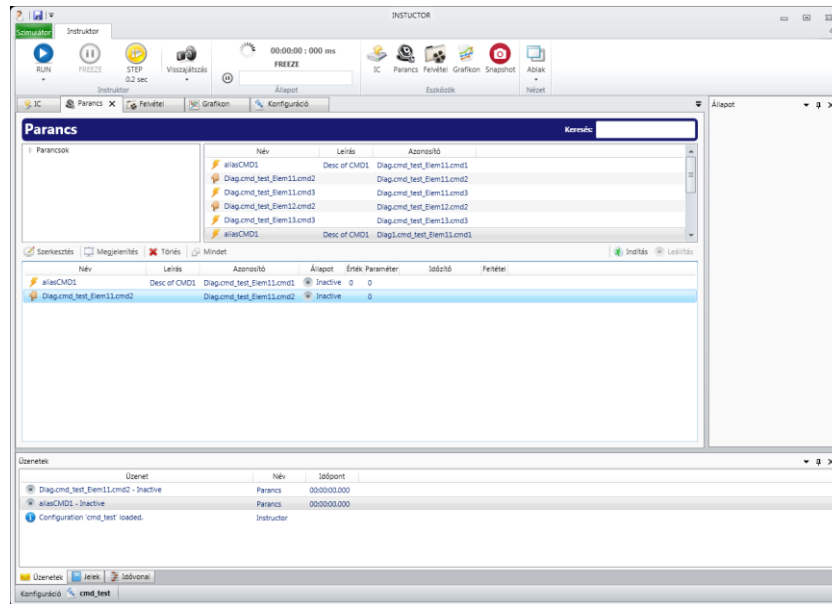 INSTUCTOR
Szimulátor Instruktor
RUN FREEZE STEP Visszajátszás
0.2 sec
00:00:00 : 000 ms
FREEZE
IC Parancs Felvétel Grafikon Snapshot Ablak
Instruktor Állapot Eszközök Nézet
IC Parancs X Felvétel Grafikon Konfiguráció
Állapot
Parancs Keresés:
Parancsok
Név Leírás Azonosító
aliasCMD1 Desc of CMD1 Diag.cmd_test_Elem11.cmd1
Diag.cmd_test_Elem11.cmd2 Diag.cmd_test_Elem11.cmd2
Diag.cmd_test_Elem11.cmd3 Diag.cmd_test_Elem11.cmd3
Diag.cmd_test_Elem12.cmd2 Diag.cmd_test_Elem12.cmd2
Diag.cmd_test_Elem13.cmd3 Diag.cmd_test_Elem13.cmd3
aliasCMD1 Desc of CMD1 Diag1.cmd_test_Elem11.cmd1
Szerkesztés Megjelenítés Törlés Mindet Indítás Leállítás
Név Leírás Azonosító Állapot Érték Paraméter Időzítő Feltétel
aliasCMD1 Desc of CMD1 Diag.cmd_test_Elem11.cmd1 Inactive 0 0
Diag.cmd_test_Elem11.cmd2 Diag.cmd_test_Elem11.cmd2 Inactive 0
Üzenetek
Üzenet Név Időpont
Diag.cmd_test_Elem11.cmd2 - Inactive Parancs 00:00:00.000
aliasCMD1 - Inactive Parancs 00:00:00.000
Configuration 'cmd_test' loaded. Instructor
Üzenetek Jelek Idővonal
Konfiguráció cmd_test